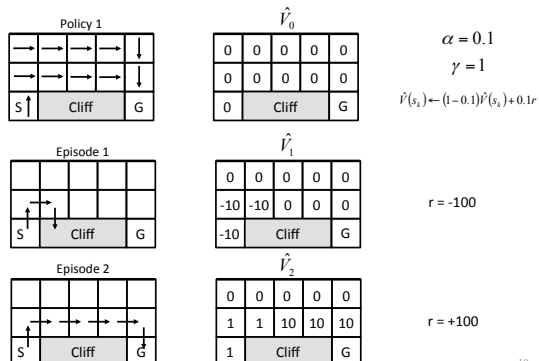 Policy 1
V̂₀
α = 0.1
0 0 0 0 0
γ = 1
0 0 0 0 0
S Cliff G
0 Cliff G
V̂(sₖ) ← (1−0.1)V̂(sₖ) + 0.1r
Episode 1
V̂₁
0 0 0 0 0
-10 -10 0 0 0
r = -100
S Cliff G
-10 Cliff G
Episode 2
V̂₂
0 0 0 0 0
1 1 10 10 10
r = +100
S Cliff G
1 Cliff G